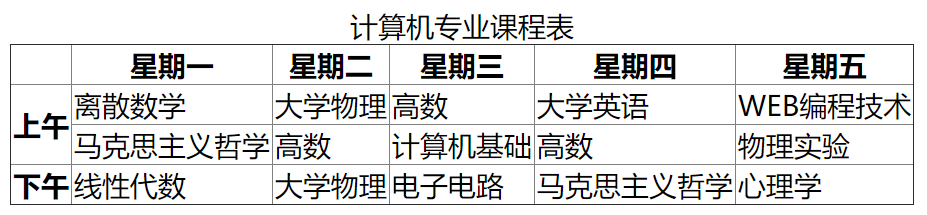 计算机专业课程表
星期一 星期二 星期三 星期四 星期五
上午 离散数学 大学物理 高数 大学英语 WEB编程技术
马克思主义哲学 高数 计算机基础 高数 物理实验
下午 线性代数 大学物理 电子电路 马克思主义哲学 心理学